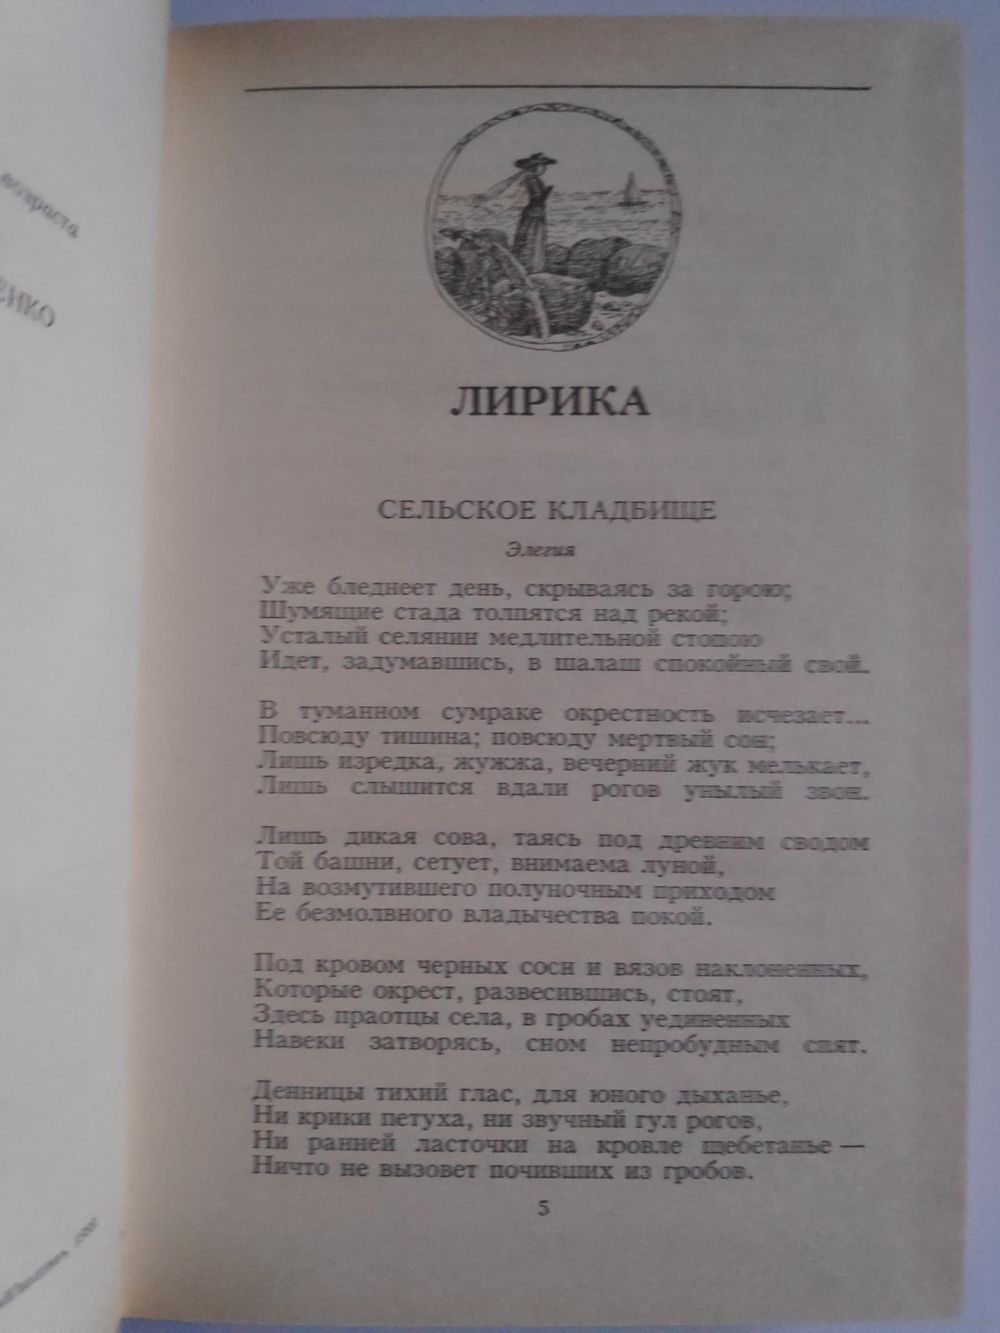 возраста
ЕНКО
ЛИРИКА
СЕЛЬСКОЕ КЛАДБИЩЕ
Элегия
Уже бледнеет день, скрываясь за горою;
Шумящие стада толпятся над рекой;
Усталый селянин медлительной стопою
Идет, задумавшись, в шалаш спокойный свой.
В туманном сумраке окрестность исчезает...
Повсюду тишина; повсюду мертвый сон;
Лишь изредка, жужжа, вечерний жук мелькает,
Лишь слышится вдали рогов унылый звон.
Лишь дикая сова, таясь под древним сводом
Той башни, сетует, внимаема луной,
На возмутившего полуночным приходом
Ее безмолвного владычества покой.
Под кровом черных сосн и вязов наклоненных,
Которые окрест, развесившись, стоят,
Здесь праотцы села, в гробах уединенных
Навеки затворясь, сном непробудным спят.
Денницы тихий глас, для юного дыханье,
Ни крики петуха, ни звучный гул рогов,
Ни ранней ласточки на кровле щебетанье —
Ничто не вызовет почивших из гробов.
5